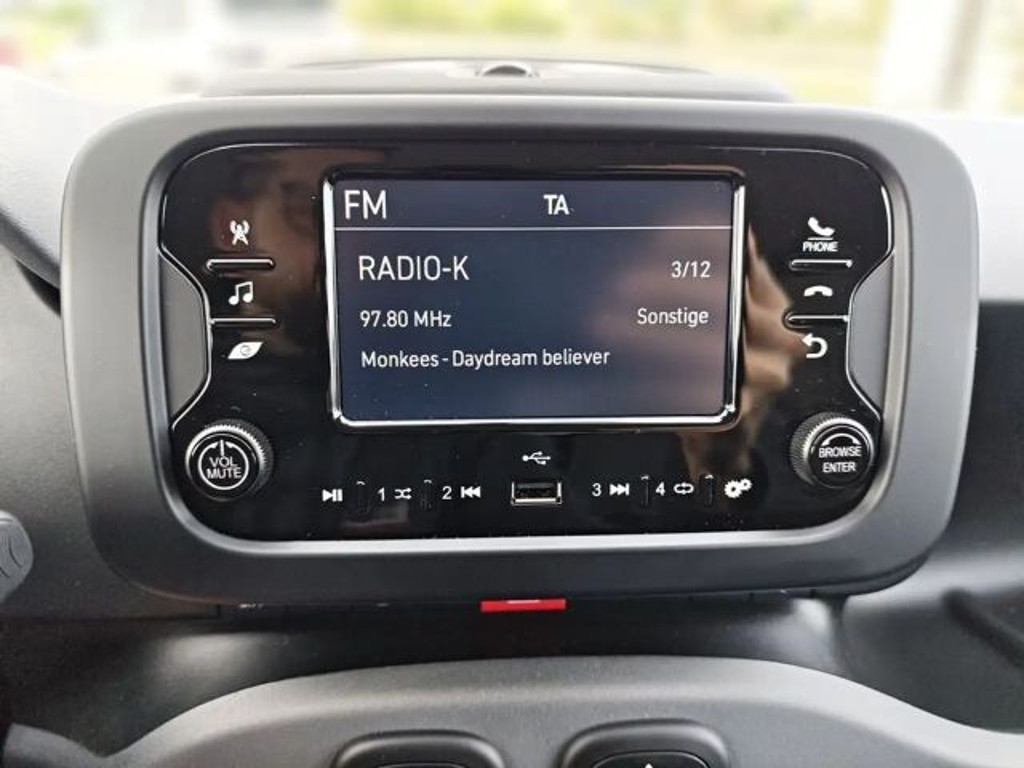 FM TA
RADIO-K 3/12
97.80 MHz Sonstige
Monkees - Daydream believer
PHONE
VOL
MUTE
BROWSE
ENTER
1 2 3 4